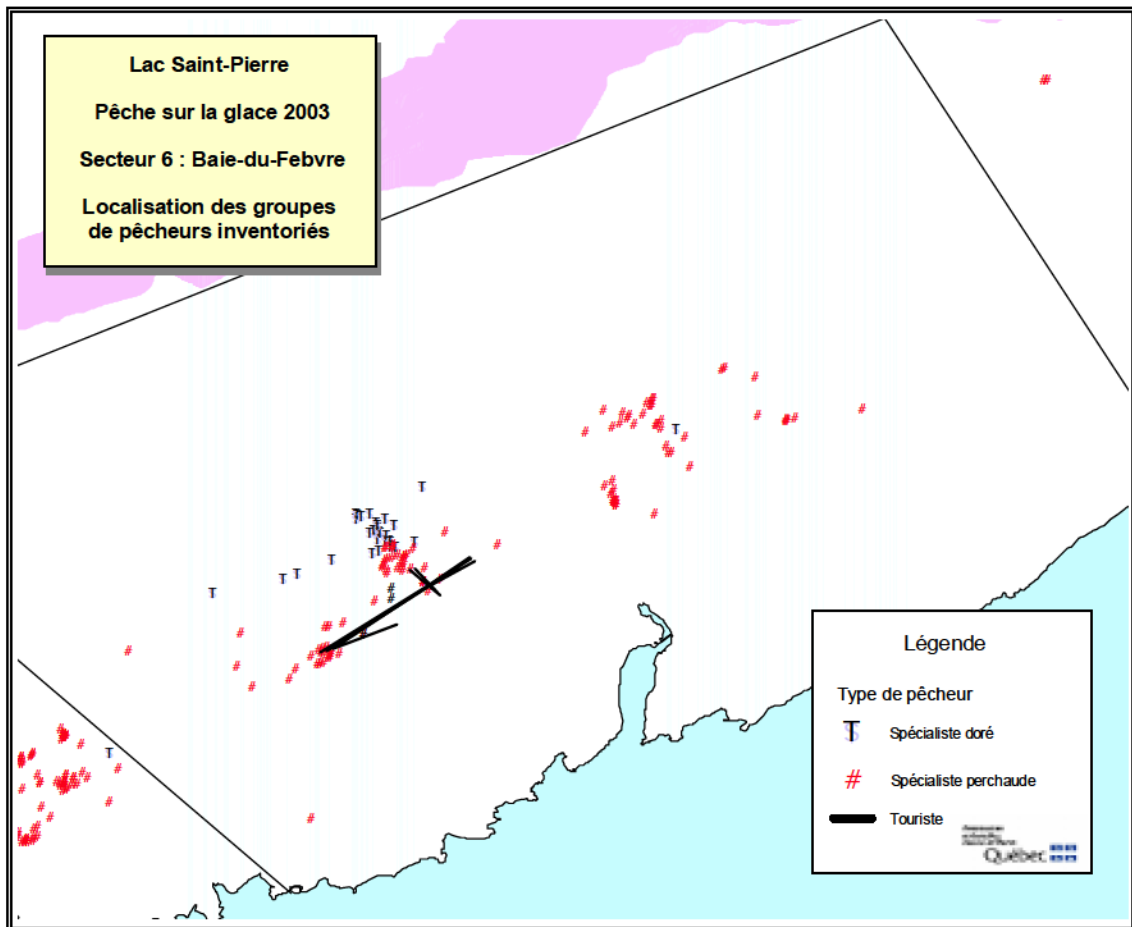 Lac Saint-Pierre
Pêche sur la glace 2003
Secteur 6 : Baie-du-Febvre
Localisation des groupes
de pêcheurs inventoriés
Légende
Type de pêcheur
T Spécialiste doré
# Spécialiste perchaude
Touriste
Québec